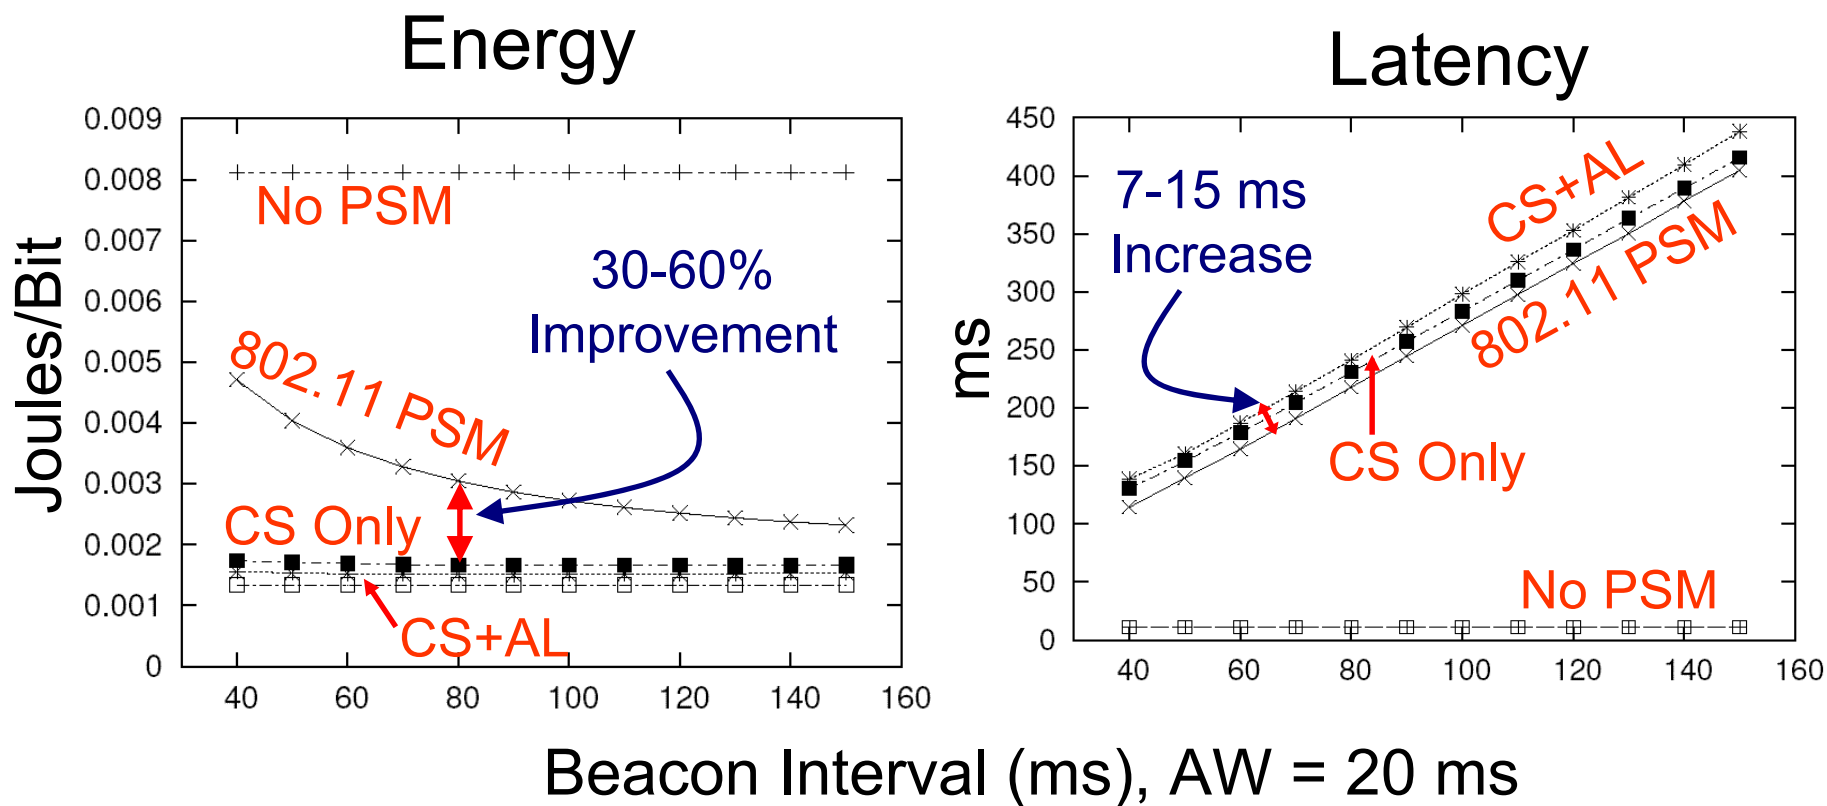 Energy
Joules/Bit
0.009
0.008
0.007
0.006
0.005
0.004
0.003
0.002
0.001
0
No PSM
30-60%
Improvement
802.11 PSM
CS Only
CS+AL
40 60 80 100 120 140 160
Latency
ms
450
400
350
300
250
200
150
100
50
0
7-15 ms
Increase
CS+AL
802.11 PSM
CS Only
No PSM
40 60 80 100 120 140 160
Beacon Interval (ms), AW = 20 ms